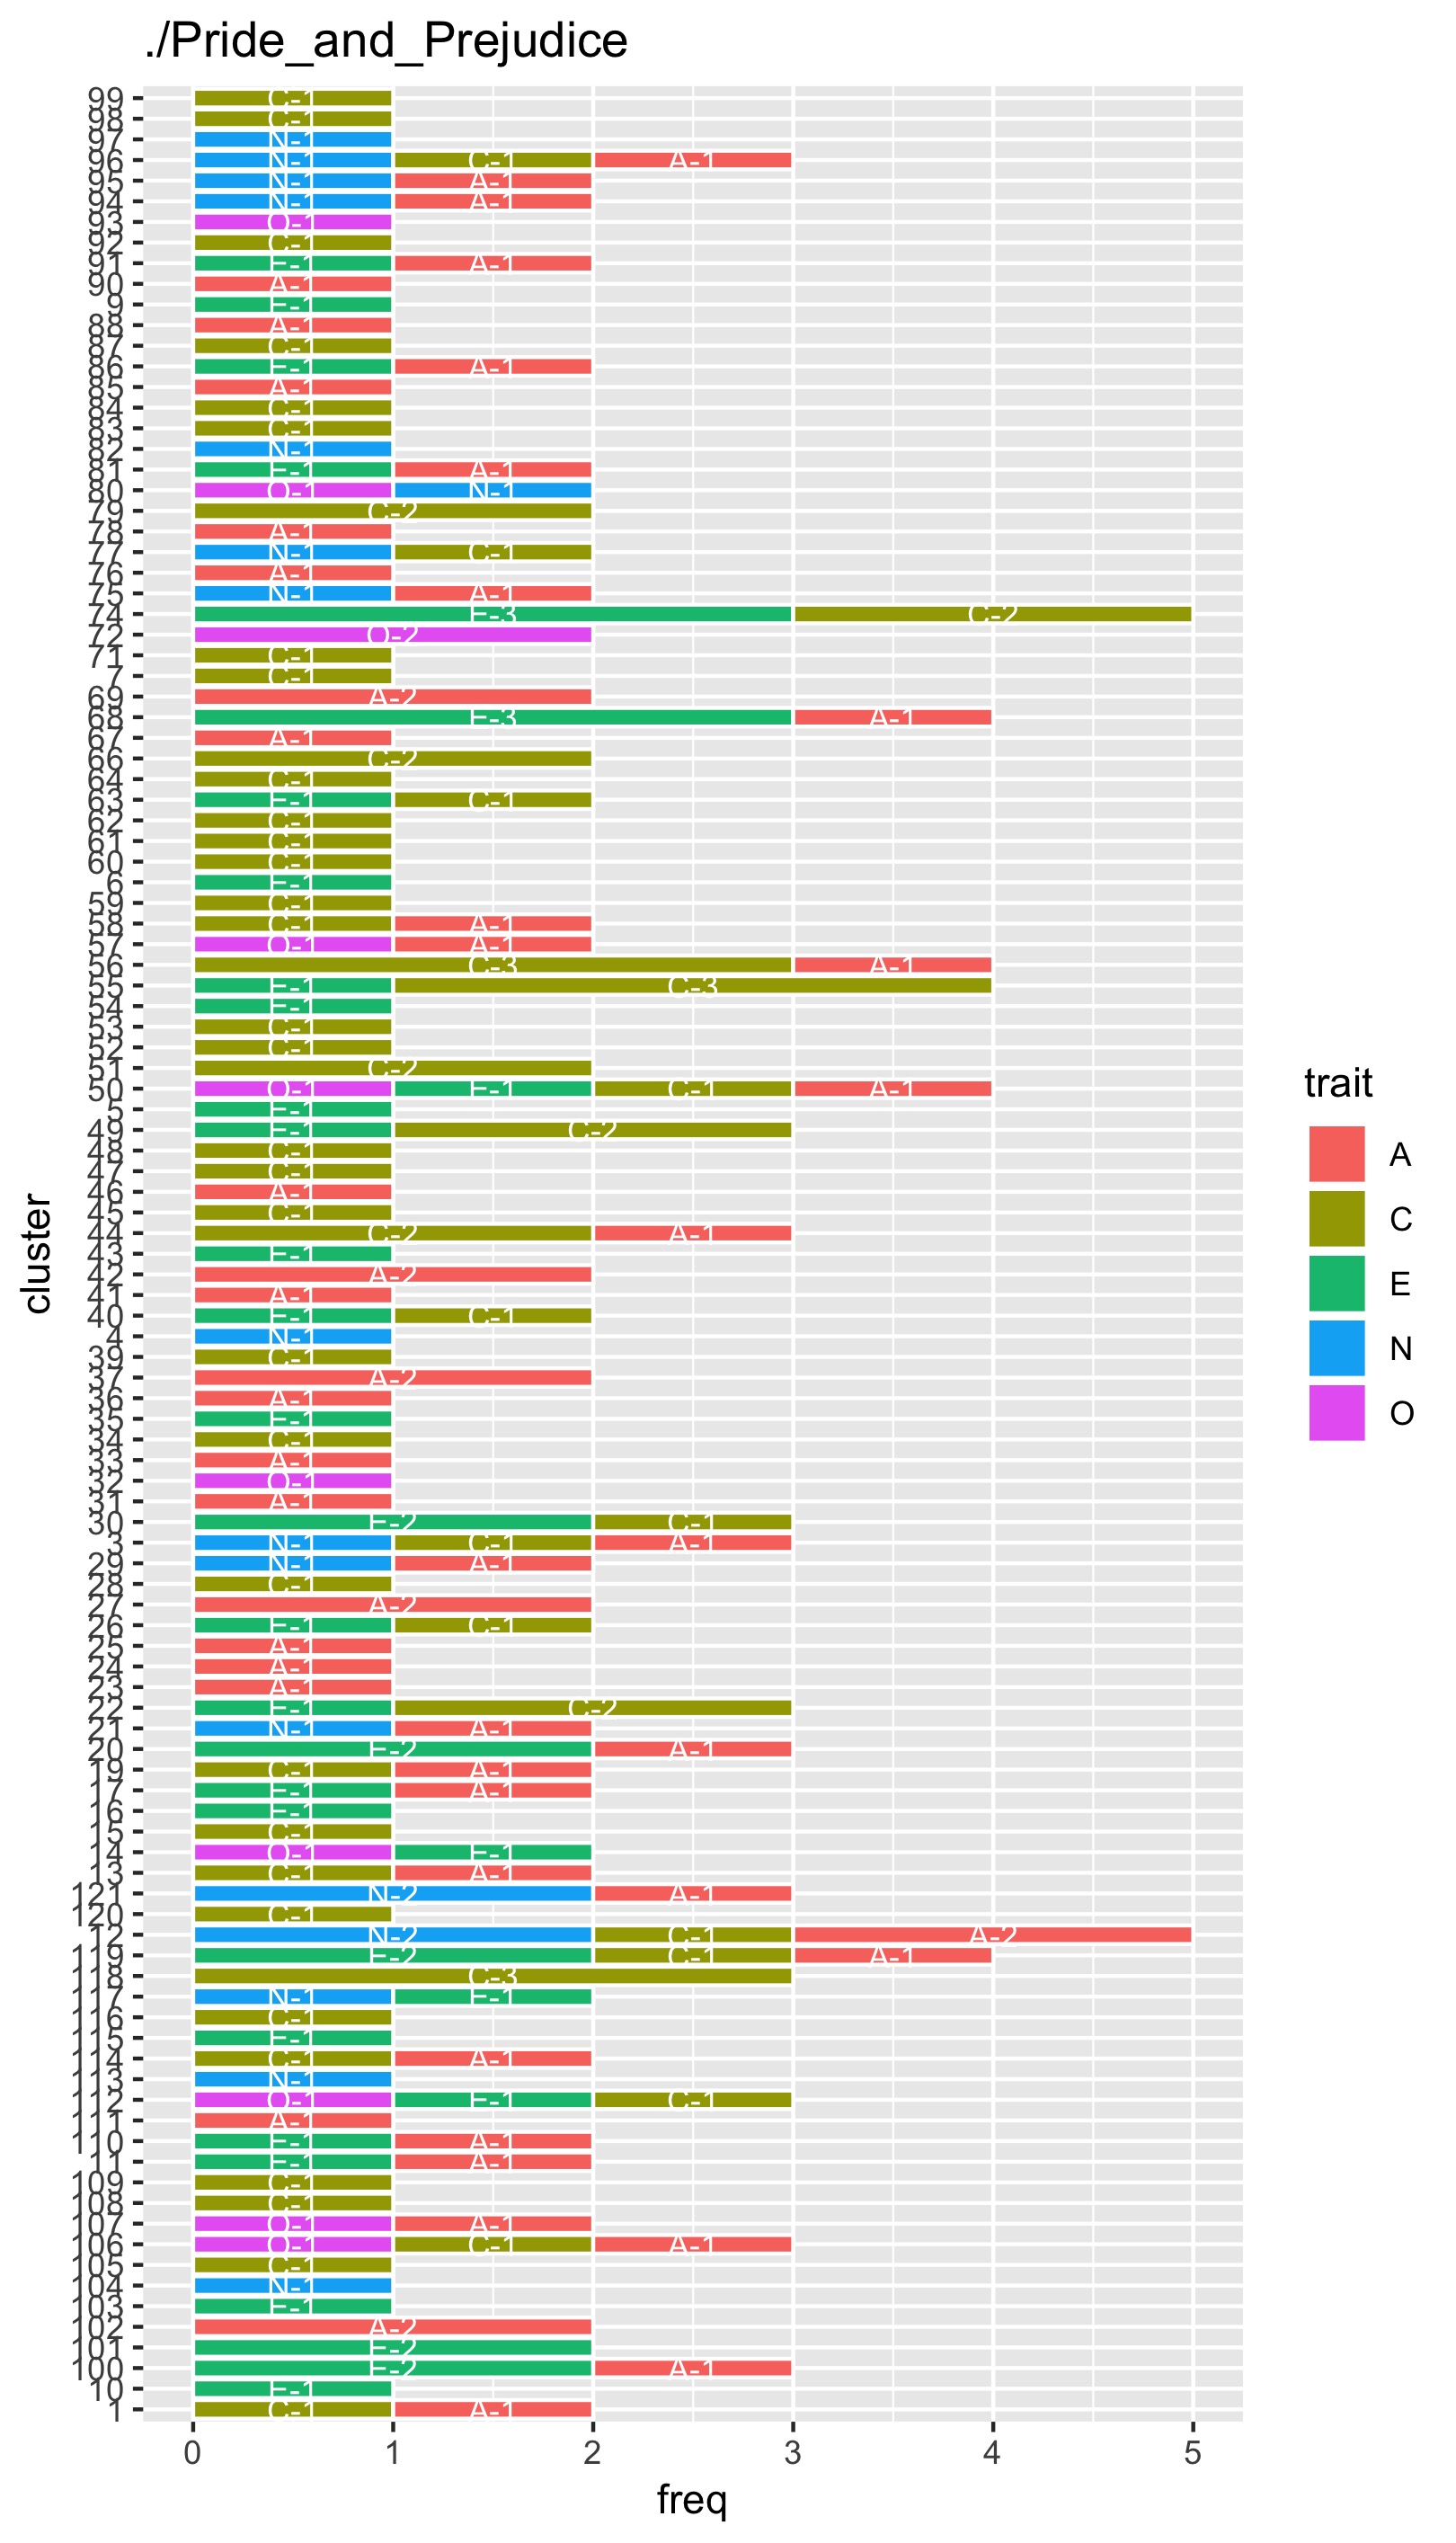 ./Pride_and_Prejudice
99 C-1
98 C-1
97 N-1
96 N-1 C-1 A-1
95 N-1 A-1
94 N-1 A-1
93 O-1
92 C-1
91 E-1 A-1
90 A-1
9 E-1
88 A-1
87 C-1
86 E-1 A-1
85 A-1
84 C-1
83 C-1
82 N-1
81 E-1 A-1
80 O-1 N-1
79 C-2
78 A-1
77 N-1 C-1
76 A-1
75 N-1 A-1
74 E-3 C-2
72 O-2
71 C-1
7 C-1
69 A-2
68 E-3 A-1
67 A-1
66 C-2
64 C-1
63 E-1 C-1
62 C-1
61 C-1
60 C-1
6 E-1
59 C-1
58 C-1 A-1
57 O-1 A-1
56 C-3 A-1
55 E-1 C-3
54 E-1
53 C-1
52 C-1
51 C-2
50 O-1 E-1 C-1 A-1
5 E-1
49 E-1 C-2
48 C-1
47 C-1
46 A-1
45 C-1
44 C-2 A-1
43 E-1
42 A-2
41 A-1
40 E-1 C-1
4 N-1
39 C-1
37 A-2
36 A-1
35 E-1
34 C-1
33 A-1
32 O-1
31 A-1
30 E-2 C-1
3 N-1 C-1 A-1
29 N-1 A-1
28 C-1
27 A-2
26 E-1 C-1
25 A-1
24 A-1
23 A-1
22 E-1 C-2
21 N-1 A-1
20 E-2 A-1
19 C-1 A-1
17 E-1 A-1
16 E-1
15 C-1
14 O-1 E-1
13 C-1 A-1
121 N-2 A-1
120 C-1
12 N-2 C-1 A-2
119 E-2 C-1 A-1
118 C-3
117 N-1 E-1
116 C-1
115 E-1
114 C-1 A-1
113 N-1
112 O-1 E-1 C-1
111 A-1
110 E-1 A-1
11 E-1 A-1
109 C-1
108 C-1
107 O-1 A-1
106 O-1 C-1 A-1
105 C-1
104 N-1
103 E-1
102 A-2
101 E-2
100 E-2 A-1
10 E-1
1 C-1 A-1
0 1 2 3 4 5
freq
cluster
trait
A
C
E
N
O